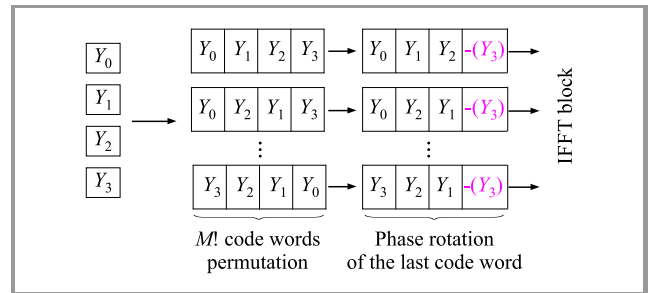 Y0
Y1
Y2
Y3
Y0 Y1 Y2 Y3
Y0 Y1 Y2 -(Y3)
Y0 Y2 Y1 Y3
Y0 Y2 Y1 -(Y3)
⋮ ⋮
Y3 Y2 Y1 Y0
Y3 Y2 Y1 -(Y3)
IFFT block
M! code words
permutation
Phase rotation
of the last code word